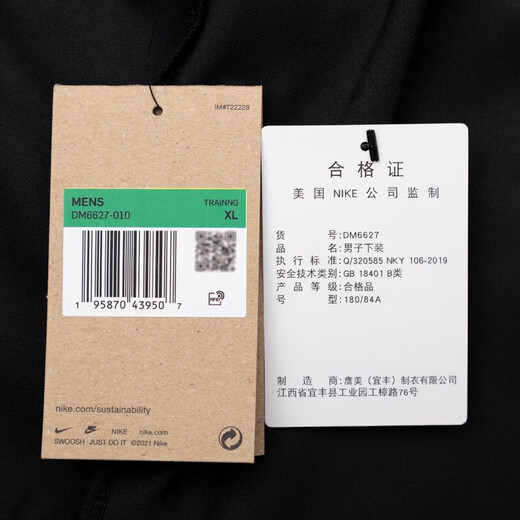 IM#722228
MENS
TRAINNG
DM6627-010
XL
1 95870 43950 7
RFID
nike.com/sustainability
NIKE nike.com
SWOOSH JUST DO IT ©2021 Nike
合格证
美国 NIKE 公司监制
货号:DM6627
品名:男子下装
执行标准:Q/320585 NKY 106-2019
安全技术类别:GB 18401 B类
产品等级:合格品
号型:180/84A
制造商:鹰美(宜丰)制衣有限公司
江西省宜丰县工业园工樟路76号